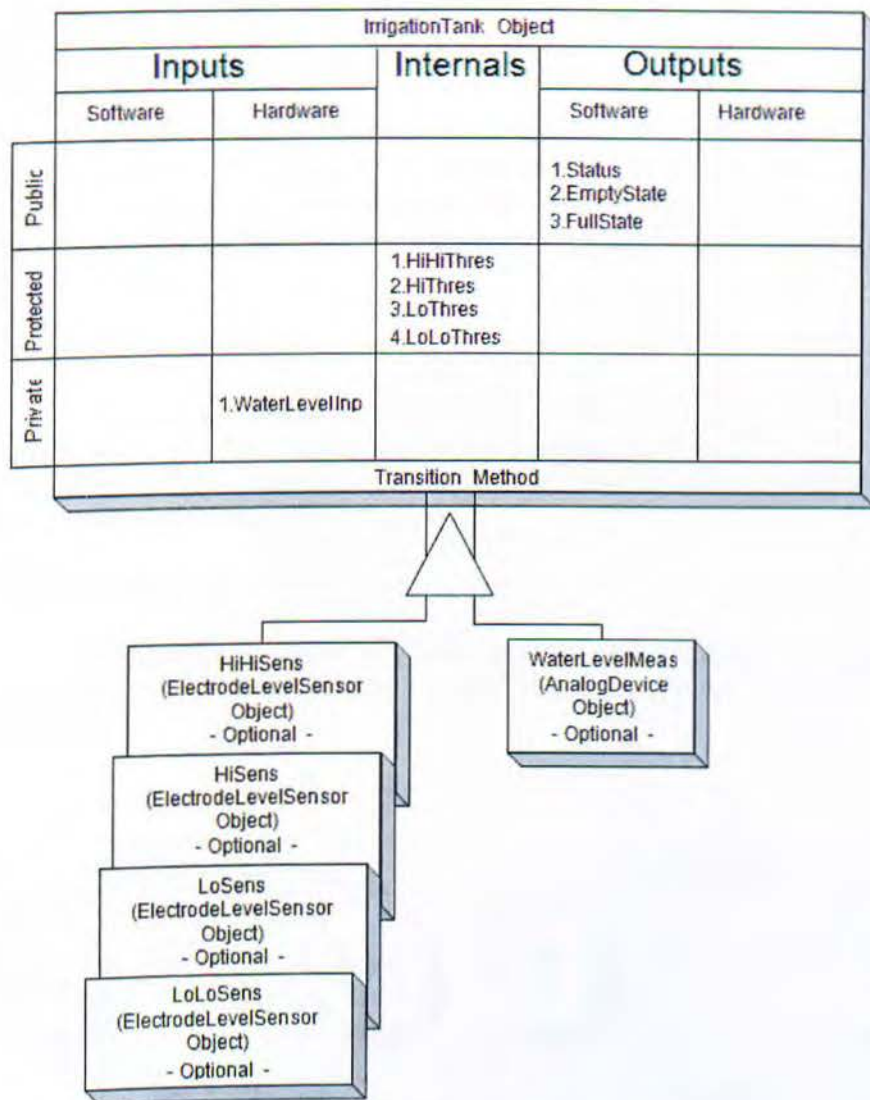 IrrigationTank Object
Inputs
Internals
Outputs
Software
Hardware
Software
Hardware
Public
1.Status
2.EmptyState
3.FullState
Protected
1.HiHiThres
2.HiThres
3.LoThres
4.LoLoThres
Private
1.WaterLevelInp
Transition Method
HiHiSens
(ElectrodeLevelSensor
Object)
- Optional -
HiSens
(ElectrodeLevelSensor
Object)
- Optional -
LoSens
(ElectrodeLevelSensor
Object)
- Optional -
LoLoSens
(ElectrodeLevelSensor
Object)
- Optional -
WaterLevelMeas
(AnalogDevice
Object)
- Optional -